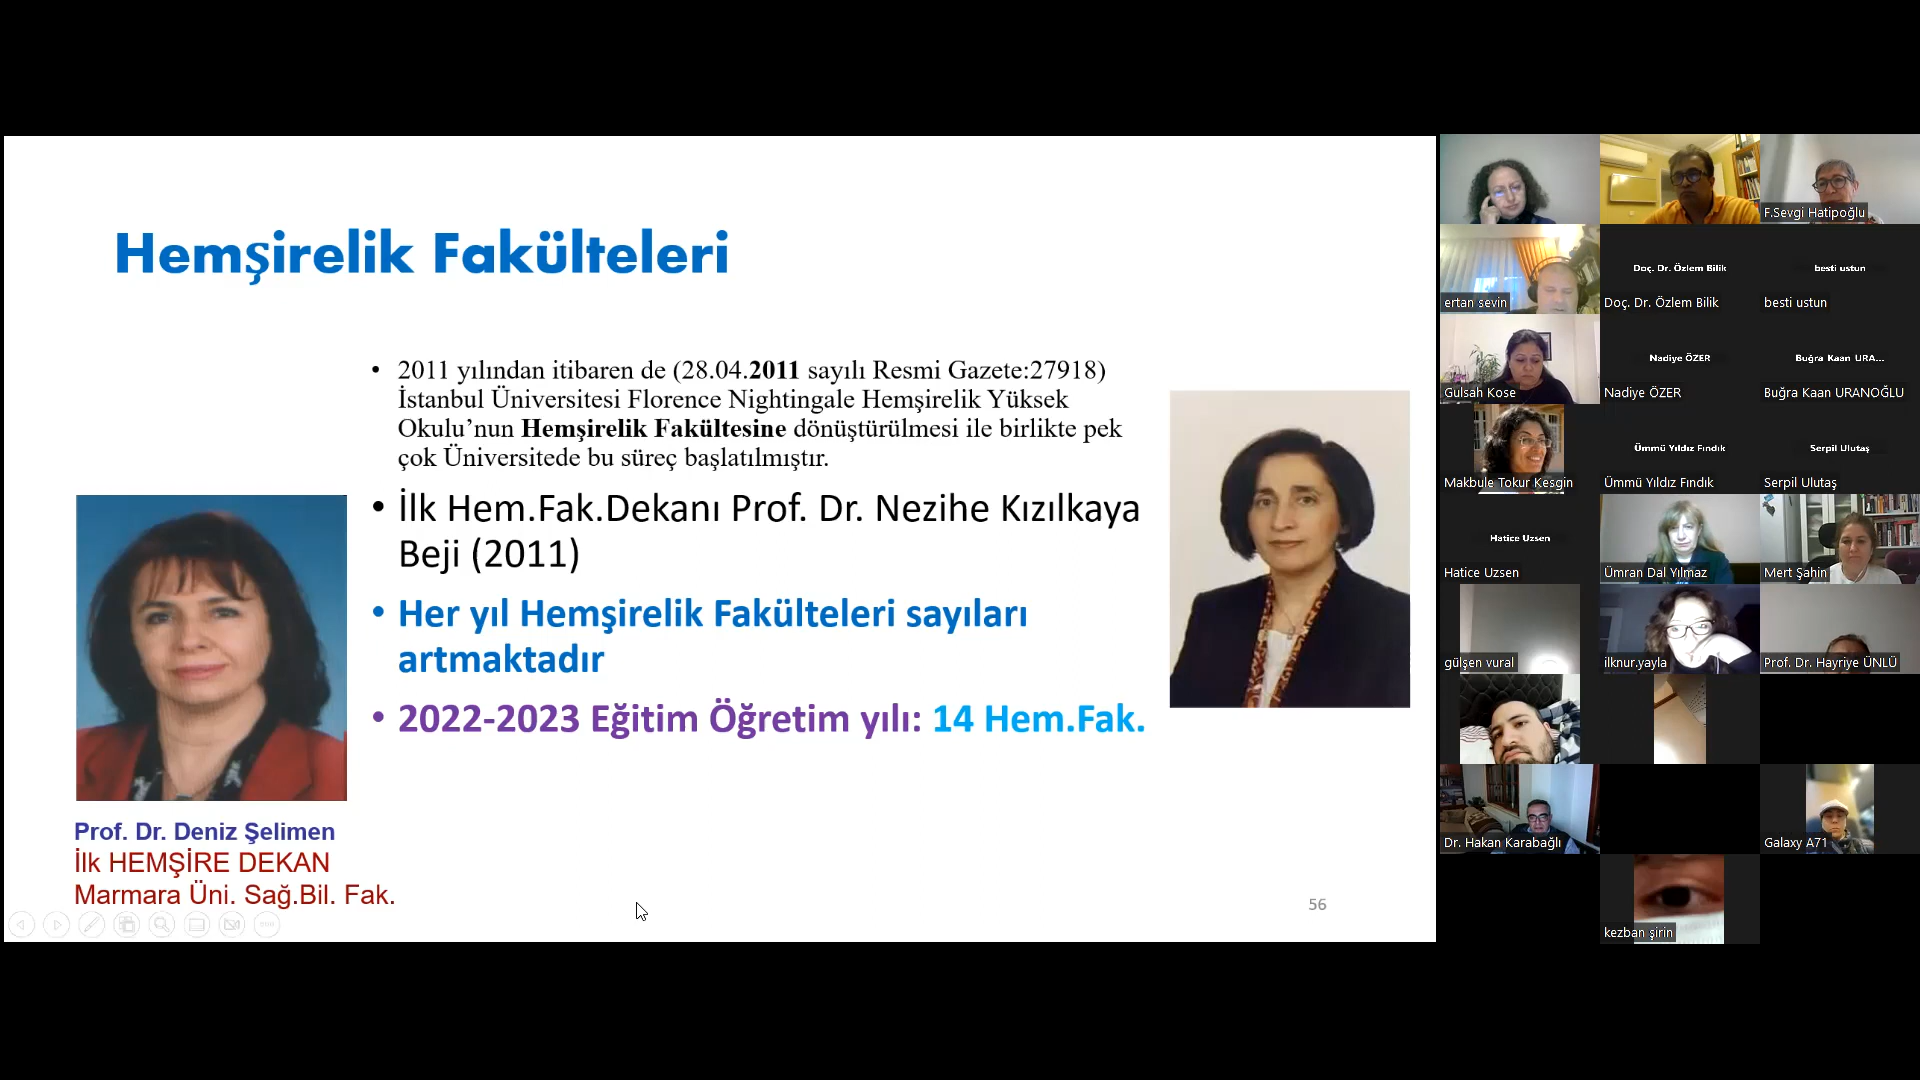 Hemşirelik Fakülteleri
• 2011 yılından itibaren de (28.04.2011 sayılı Resmi Gazete:27918)
İstanbul Üniversitesi Florence Nightingale Hemşirelik Yüksek
Okulu’nun Hemşirelik Fakültesine dönüştürülmesi ile birlikte pek
çok Üniversitede bu süreç başlatılmıştır.
• İlk Hem.Fak.Dekanı Prof. Dr. Nezihe Kızılkaya
Beji (2011)
• Her yıl Hemşirelik Fakülteleri sayıları
artmaktadır
• 2022-2023 Eğitim Öğretim yılı: 14 Hem.Fak.
Prof. Dr. Deniz Şelimen
İlk HEMŞİRE DEKAN
Marmara Üni. Sağ.Bil. Fak.
56
F.Sevgi Hatipoğlu
ertan sevin
Doç. Dr. Özlem Bilik
Doç. Dr. Özlem Bilik
besti ustun
besti ustun
Gulsah Kose
Nadiye ÖZER
Nadiye ÖZER
Buğra Kaan URA...
Buğra Kaan URANOĞLU
Makbule Tokur Kesgin
Ümmü Yıldız Fındık
Ümmü Yıldız Fındık
Serpil Ulutaş
Serpil Ulutaş
Hatice Uzsen
Hatice Uzsen
Ümran Dal Yılmaz
Mert Şahin
gülşen vural
ilknur.yayla
Prof. Dr. Hayriye ÜNLÜ
Dr. Hakan Karabağlı
Galaxy A71
kezban şirin